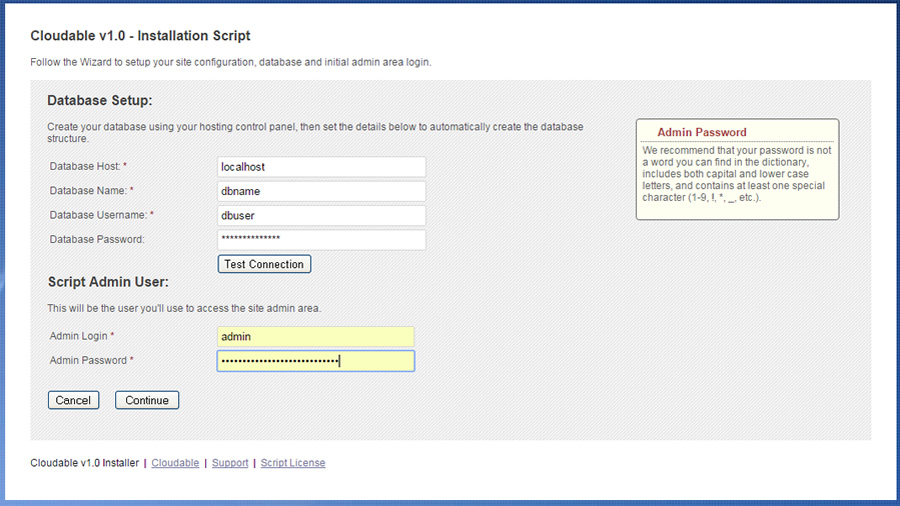 Cloudable v1.0 - Installation Script
Follow the Wizard to setup your site configuration, database and initial admin area login.
Database Setup:
Create your database using your hosting control panel, then set the details below to automatically create the database
structure.
Database Host: * localhost
Database Name: * dbname
Database Username: * dbuser
Database Password: **************
Test Connection
Admin Password
We recommend that your password is not
a word you can find in the dictionary,
includes both capital and lower case
letters, and contains at least one special
character (1-9, !, *, _, etc.).
Script Admin User:
This will be the user you'll use to access the site admin area.
Admin Login * admin
Admin Password * ••••••••••••••••••••••••••••
Cancel Continue
Cloudable v1.0 Installer | Cloudable | Support | Script License